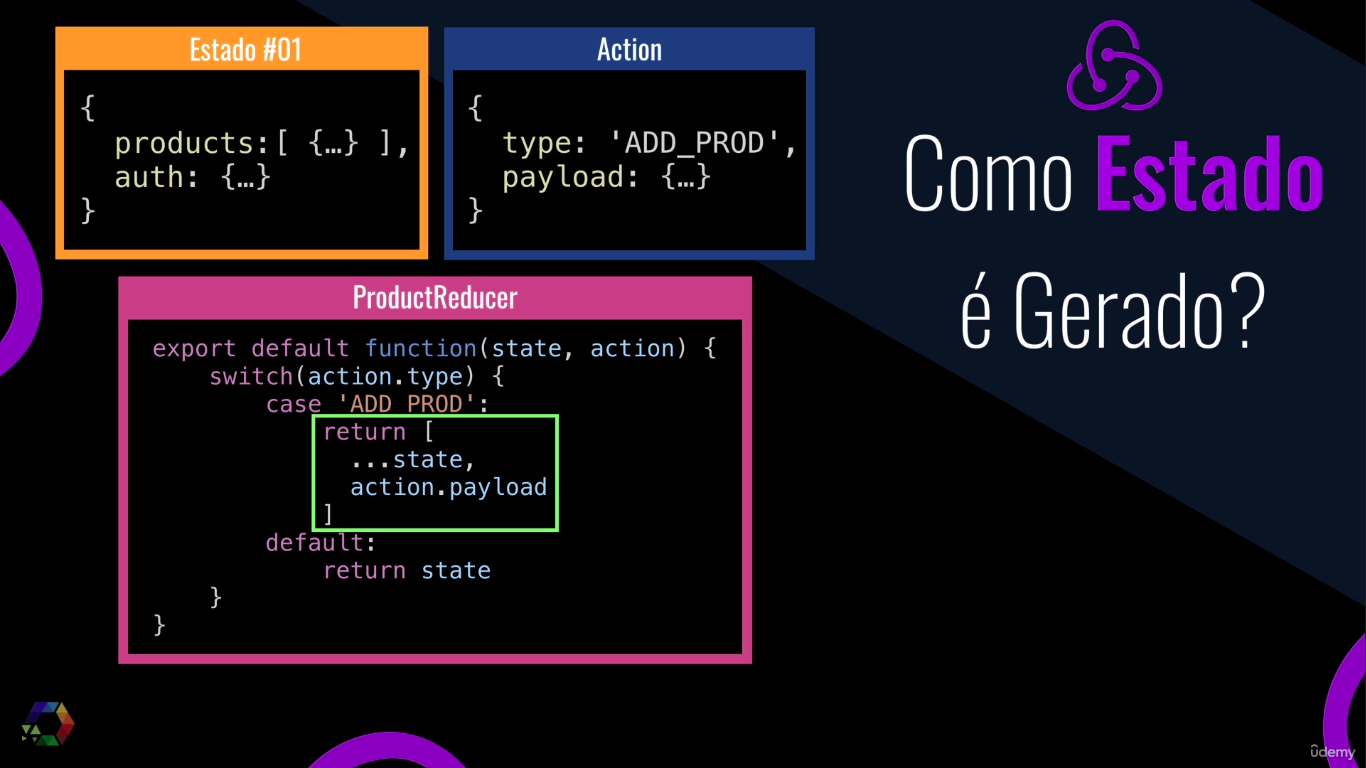 Estado #01
{
  products:[ {…} ],
  auth: {…}
}
Action
{
  type: 'ADD_PROD',
  payload: {…}
}
Como Estado
é Gerado?
ProductReducer
export default function(state, action) {
    switch(action.type) {
        case 'ADD_PROD':
            return [
              ...state,
              action.payload
            ]
        default:
            return state
    }
}
udemy